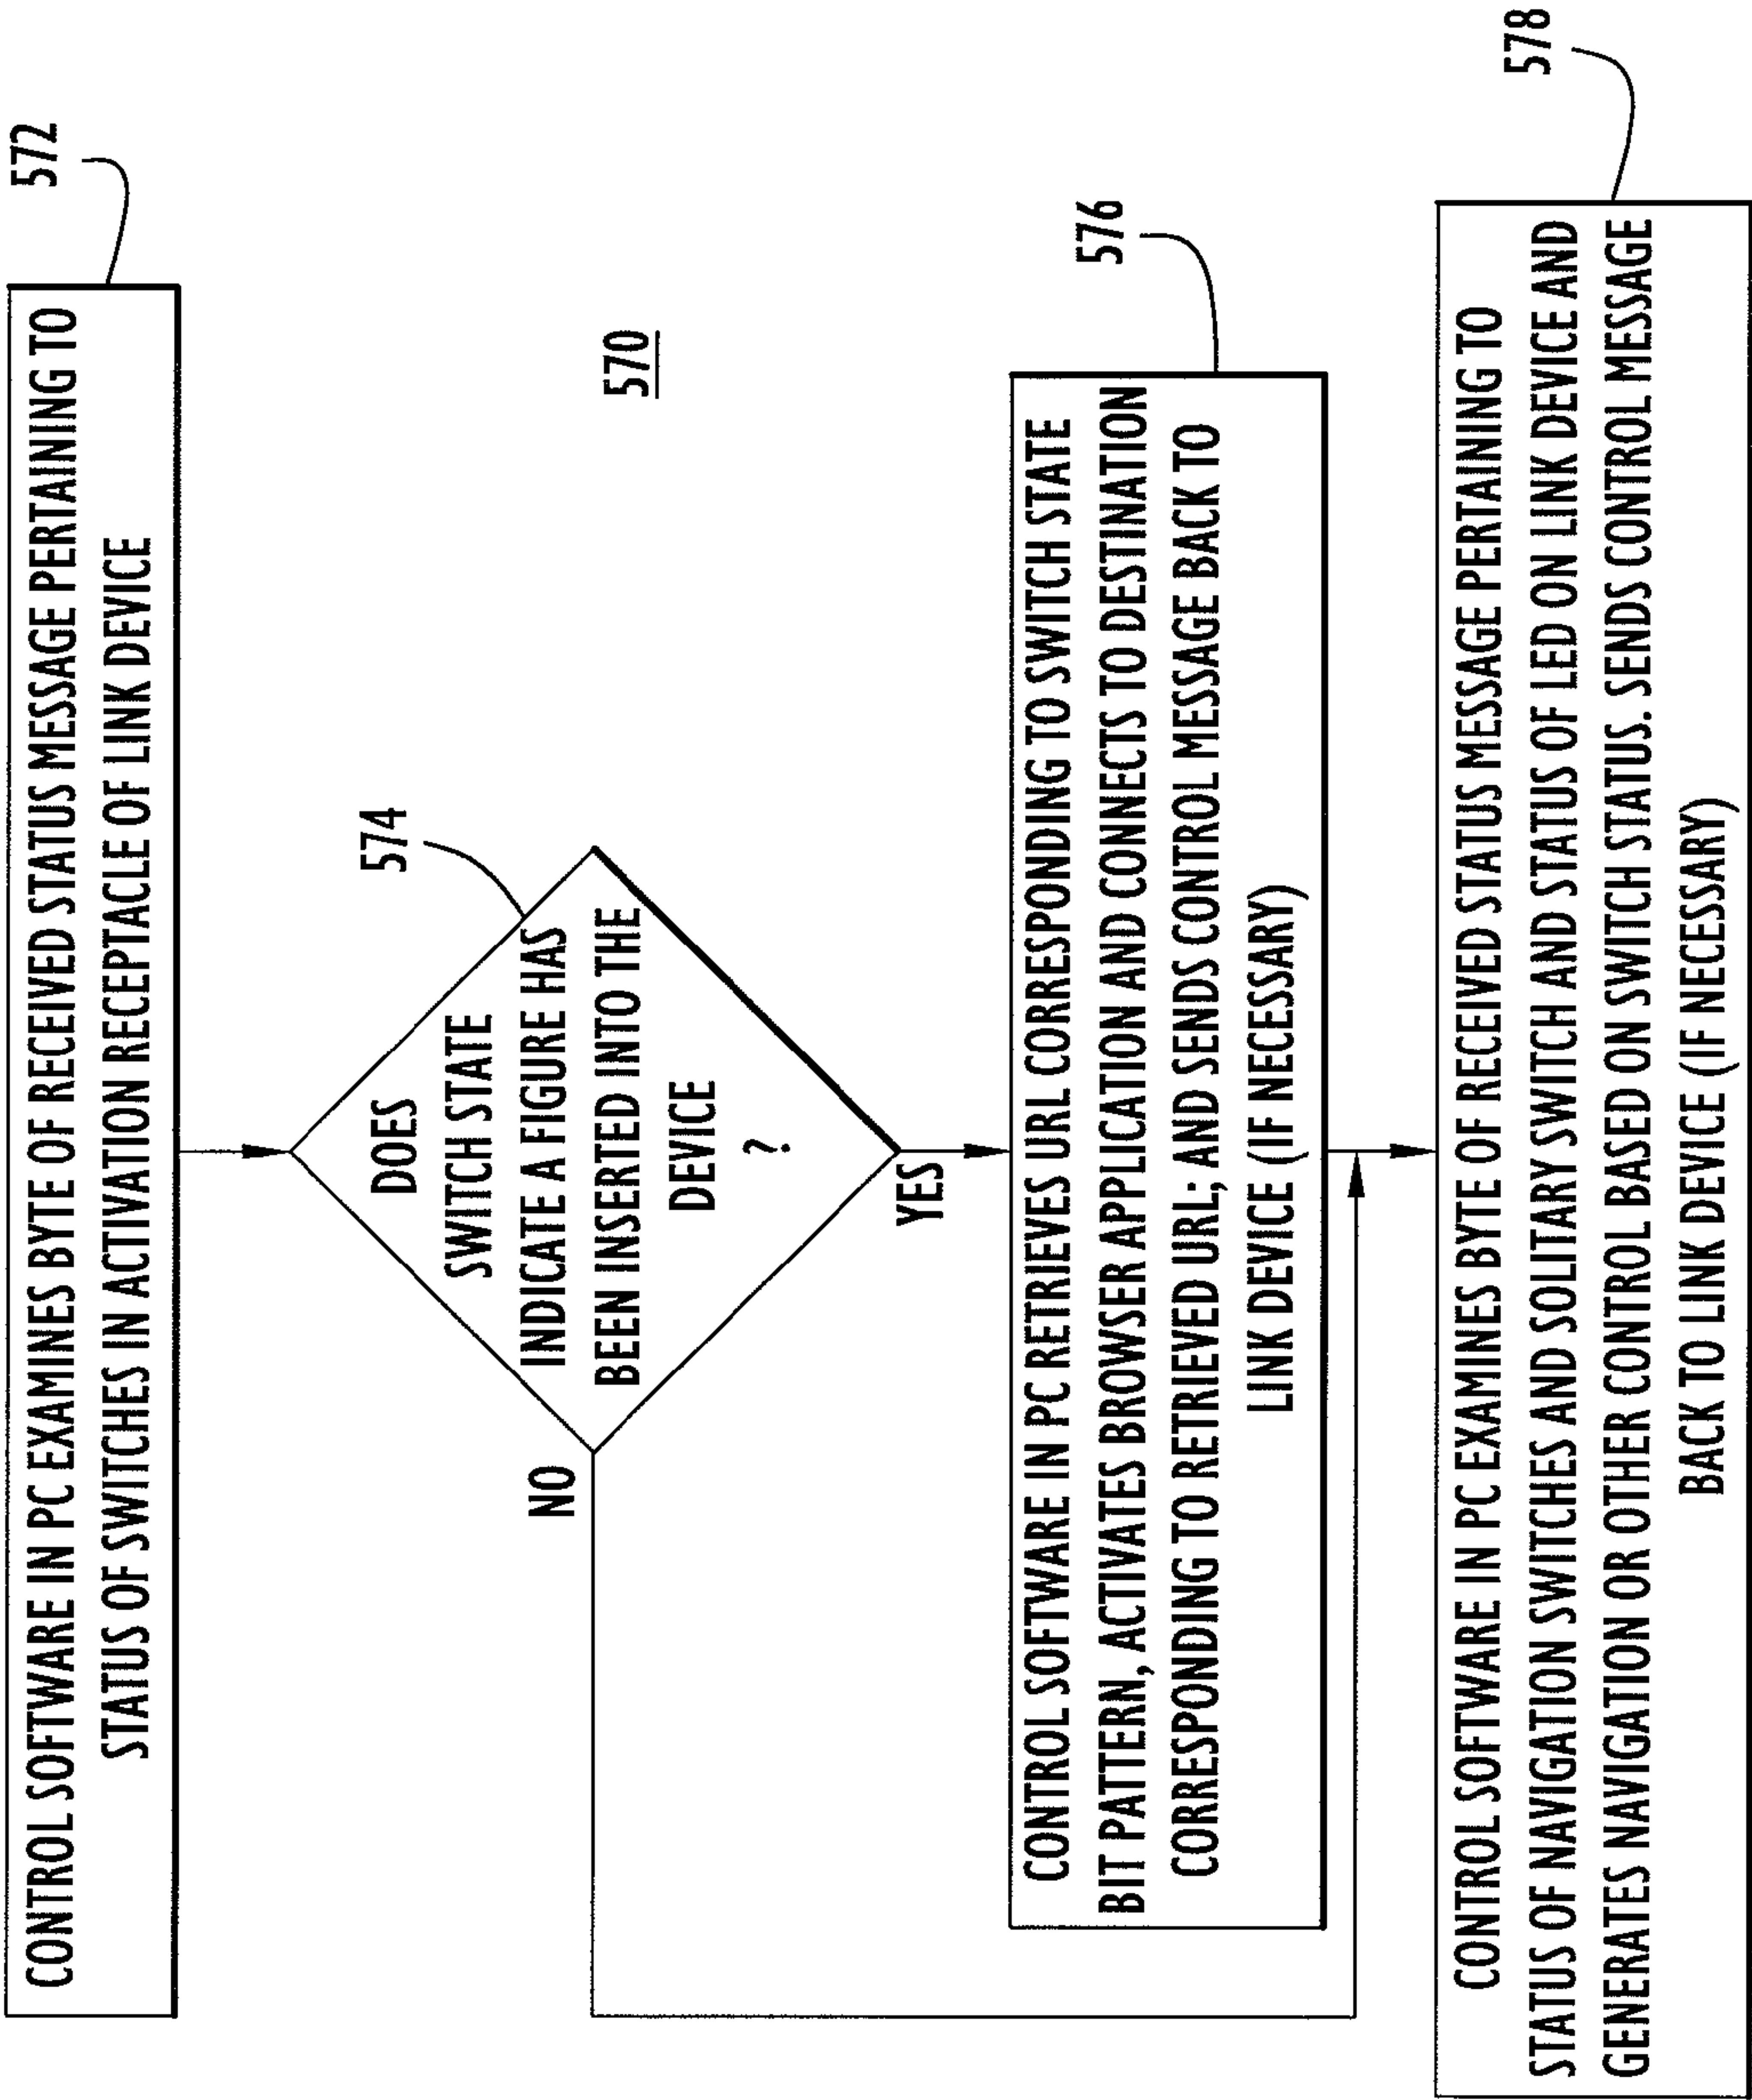 572
CONTROL SOFTWARE IN PC EXAMINES BYTE OF RECEIVED STATUS MESSAGE PERTAINING TO
STATUS OF SWITCHES IN ACTIVATION RECEPTACLE OF LINK DEVICE
574
DOES
SWITCH STATE
INDICATE A FIGURE HAS
BEEN INSERTED INTO THE
DEVICE
?
NO
YES
570
576
CONTROL SOFTWARE IN PC RETRIEVES URL CORRESPONDING TO SWITCH STATE
BIT PATTERN, ACTIVATES BROWSER APPLICATION AND CONNECTS TO DESTINATION
CORRESPONDING TO RETRIEVED URL; AND SENDS CONTROL MESSAGE BACK TO
LINK DEVICE (IF NECESSARY)
578
CONTROL SOFTWARE IN PC EXAMINES BYTE OF RECEIVED STATUS MESSAGE PERTAINING TO
STATUS OF NAVIGATION SWITCHES AND SOLITARY SWITCH AND STATUS OF LED ON LINK DEVICE AND
GENERATES NAVIGATION OR OTHER CONTROL BASED ON SWITCH STATUS. SENDS CONTROL MESSAGE
BACK TO LINK DEVICE (IF NECESSARY)